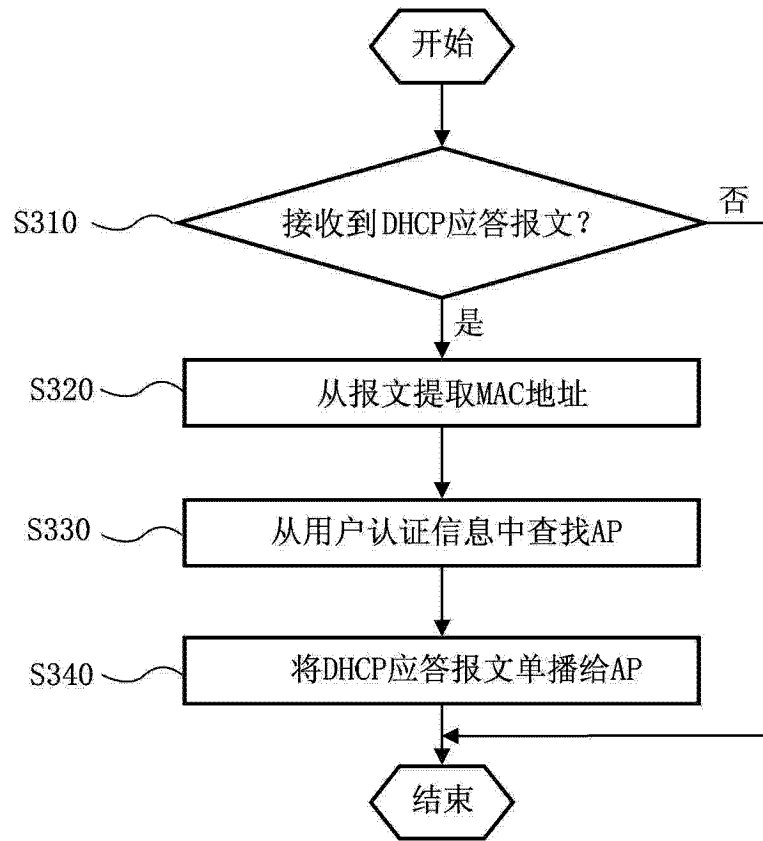 开始
S310
接收到DHCP应答报文？
否
是
S320
从报文提取MAC地址
S330
从用户认证信息中查找AP
S340
将DHCP应答报文单播给AP
结束